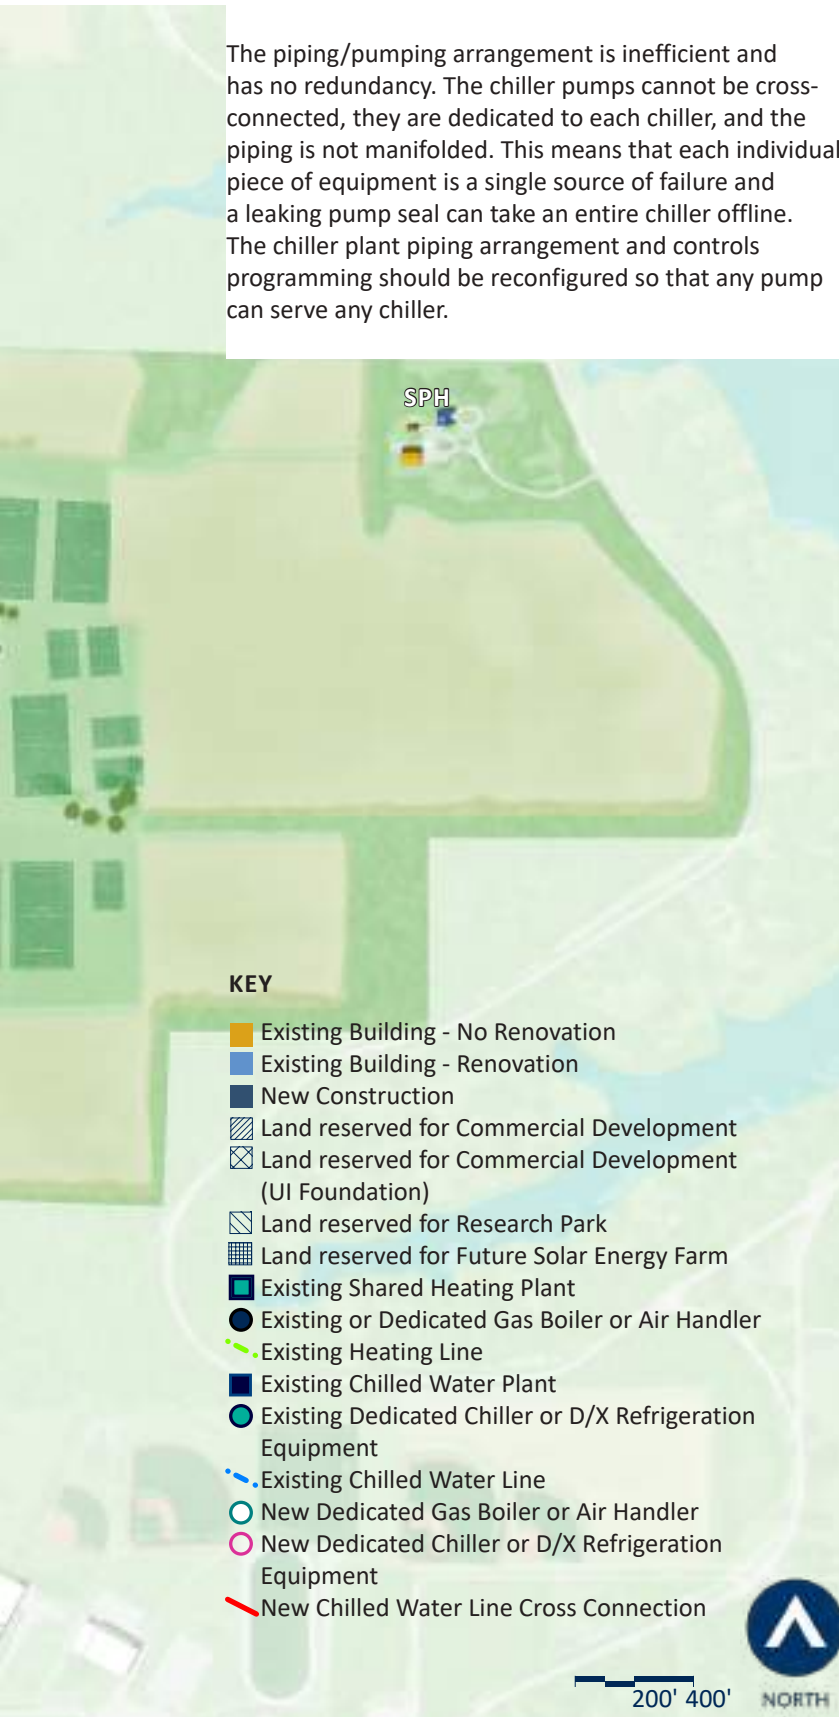 The piping/pumping arrangement is inefficient and
has no redundancy. The chiller pumps cannot be cross-
connected, they are dedicated to each chiller, and the
piping is not manifolded. This means that each individual
piece of equipment is a single source of failure and
a leaking pump seal can take an entire chiller offline.
The chiller plant piping arrangement and controls
programming should be reconfigured so that any pump
can serve any chiller.
SPH
KEY
Existing Building - No Renovation
Existing Building - Renovation
New Construction
Land reserved for Commercial Development
Land reserved for Commercial Development
(UI Foundation)
Land reserved for Research Park
Land reserved for Future Solar Energy Farm
Existing Shared Heating Plant
Existing or Dedicated Gas Boiler or Air Handler
Existing Heating Line
Existing Chilled Water Plant
Existing Dedicated Chiller or D/X Refrigeration
Equipment
Existing Chilled Water Line
New Dedicated Gas Boiler or Air Handler
New Dedicated Chiller or D/X Refrigeration
Equipment
New Chilled Water Line Cross Connection
200' 400'
NORTH